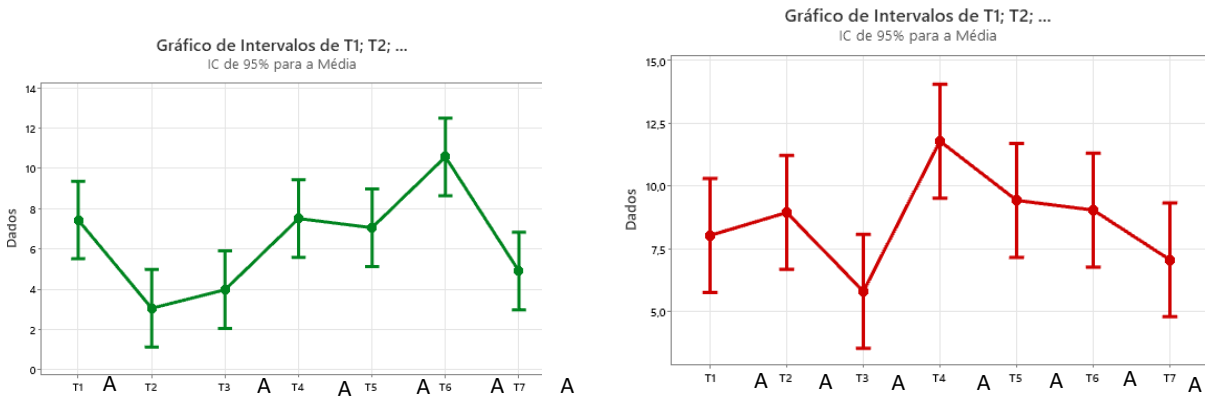 Gráfico de Intervalos de T1; T2; ...
IC de 95% para a Média
Dados
14
12
10
8
6
4
2
0
T1 A T2 T3 A T4 A T5 A T6 A T7 A
Gráfico de Intervalos de T1; T2; ...
IC de 95% para a Média
Dados
15,0
12,5
10,0
7,5
5,0
T1 A T2 A T3 A T4 A T5 A T6 A T7 A